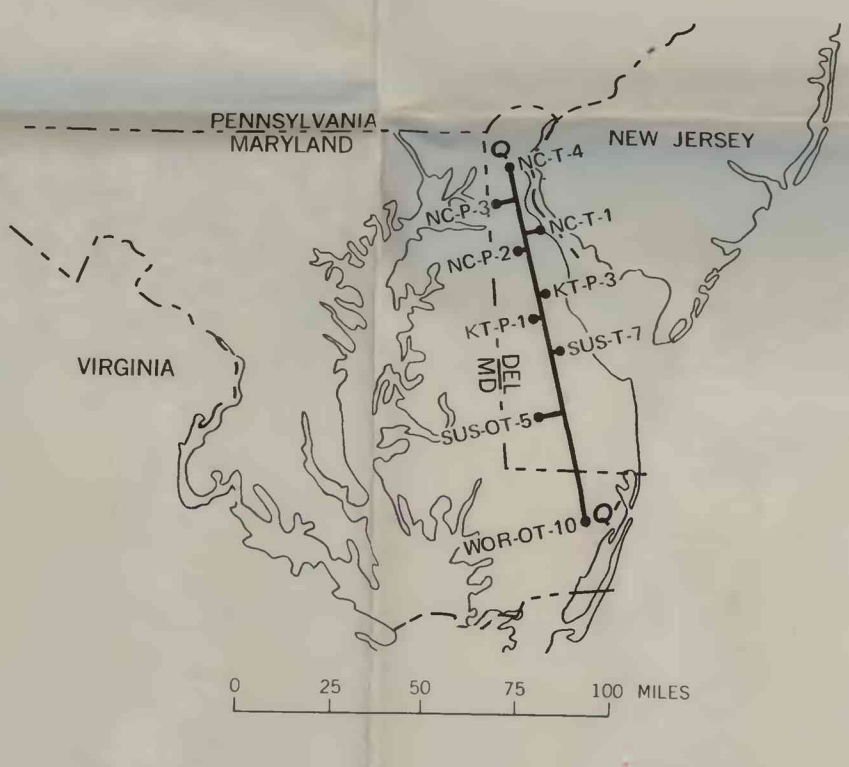 PENNSYLVANIA
MARYLAND
NEW JERSEY
Q
NC-T-4
NC-P-3
NC-T-1
NC-P-2
KT-P-3
KT-P-1
SUS-T-7
VIRGINIA
DEL
MD
SUS-OT-5
WOR-OT-10
Q'
0 25 50 75 100 MILES